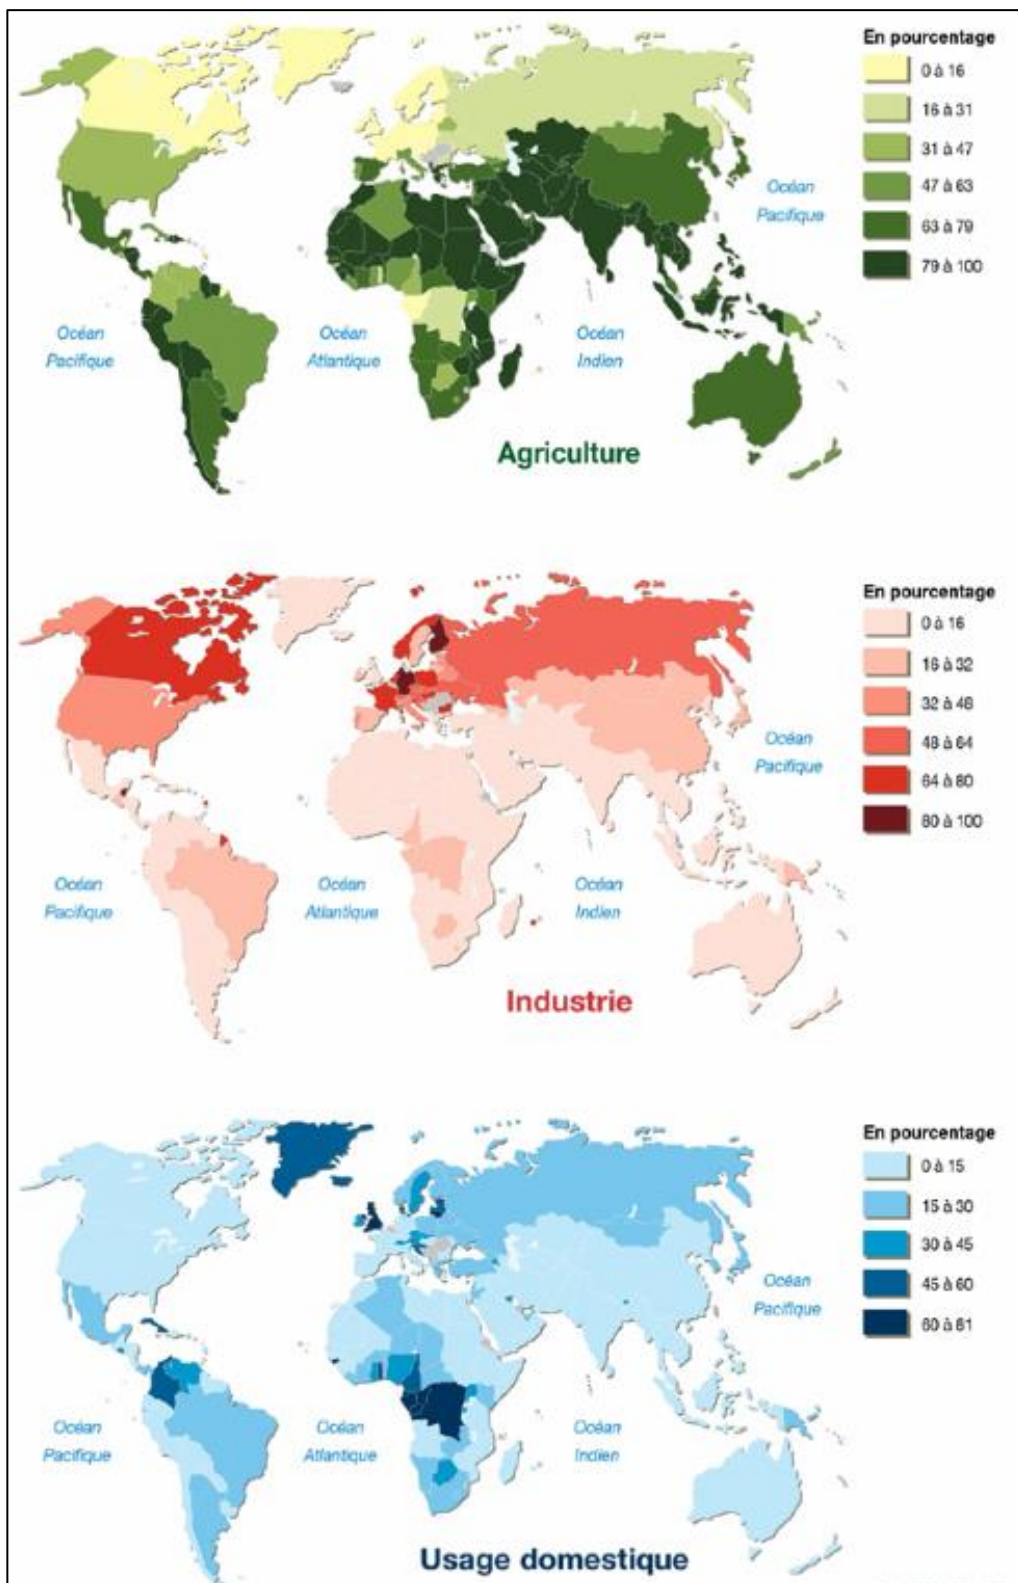 En pourcentage
0 à 16
16 à 31
31 à 47
47 à 63
63 à 79
79 à 100
Océan
Pacifique
Océan
Pacifique
Océan
Atlantique
Océan
Indien
Agriculture
En pourcentage
0 à 16
16 à 32
32 à 48
48 à 64
64 à 80
80 à 100
Océan
Pacifique
Océan
Pacifique
Océan
Atlantique
Océan
Indien
Industrie
En pourcentage
0 à 15
15 à 30
30 à 45
45 à 60
60 à 81
Océan
Pacifique
Océan
Pacifique
Océan
Atlantique
Océan
Indien
Usage domestique